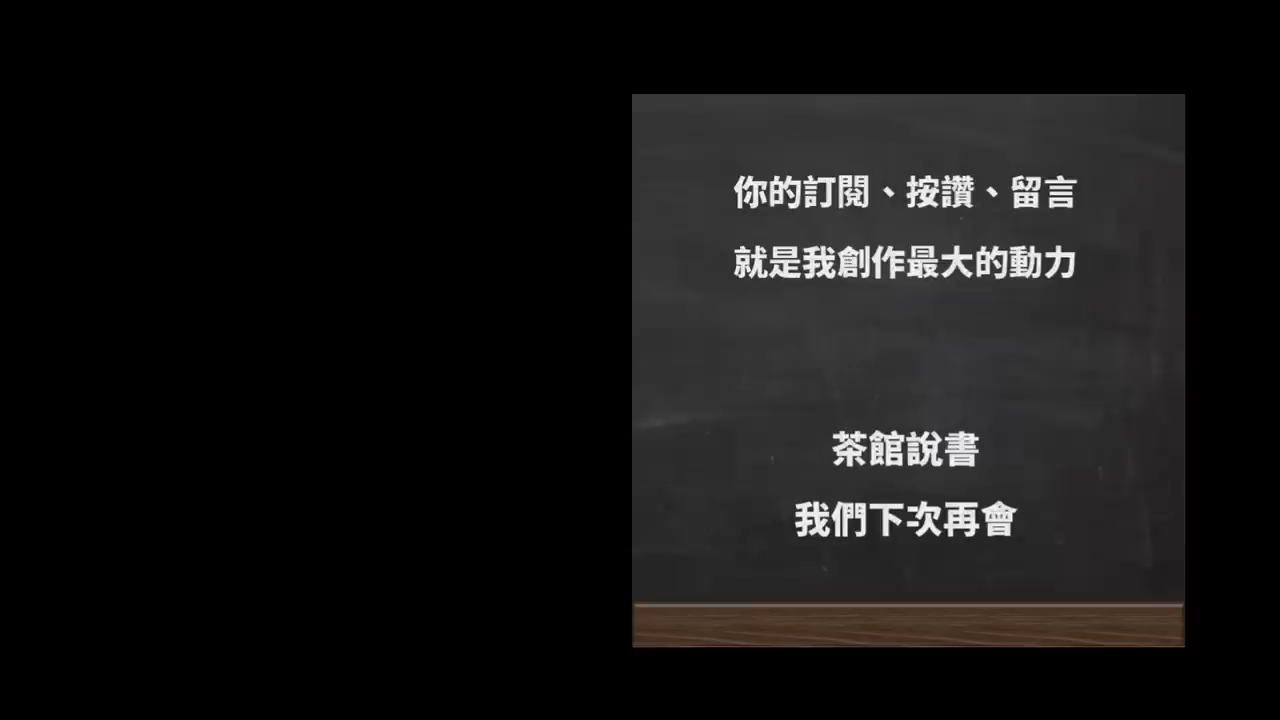 你的訂閱、按讚、留言
就是我創作最大的動力
茶館說書
我們下次再會